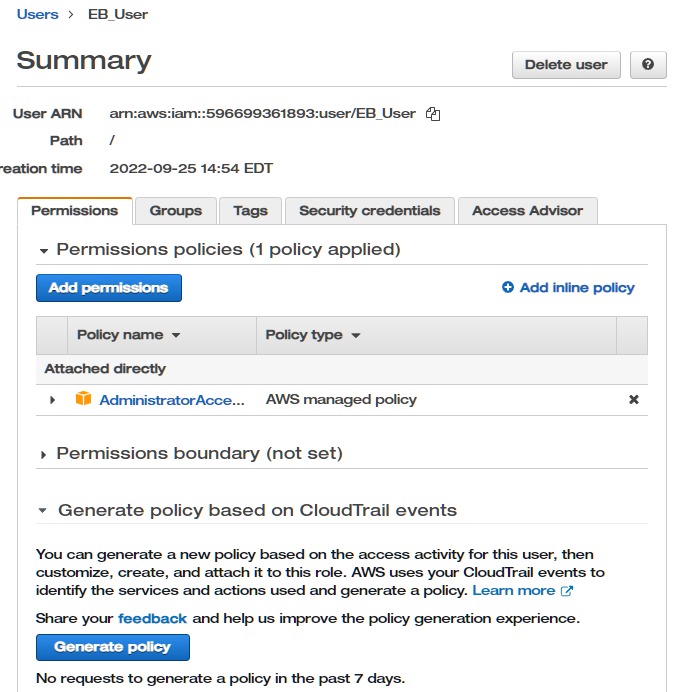 Users > EB_User
Summary
Delete user
User ARN arn:aws:iam::596699361893:user/EB_User
Path /
reation time 2022-09-25 14:54 EDT
Permissions Groups Tags Security credentials Access Advisor
Permissions policies (1 policy applied)
Add permissions Add inline policy
Policy name Policy type
Attached directly
AdministratorAcce... AWS managed policy
Permissions boundary (not set)
Generate policy based on CloudTrail events
You can generate a new policy based on the access activity for this user, then
customize, create, and attach it to this role. AWS uses your CloudTrail events to
identify the services and actions used and generate a policy. Learn more
Share your feedback and help us improve the policy generation experience.
Generate policy
No requests to generate a policy in the past 7 days.